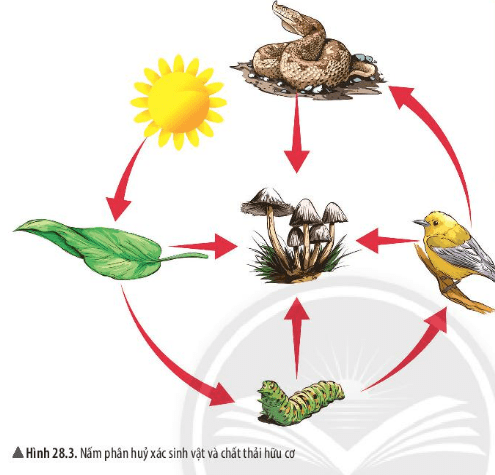 ▲ Hình 28.3. Nấm phân huỷ xác sinh vật và chất thải hữu cơ